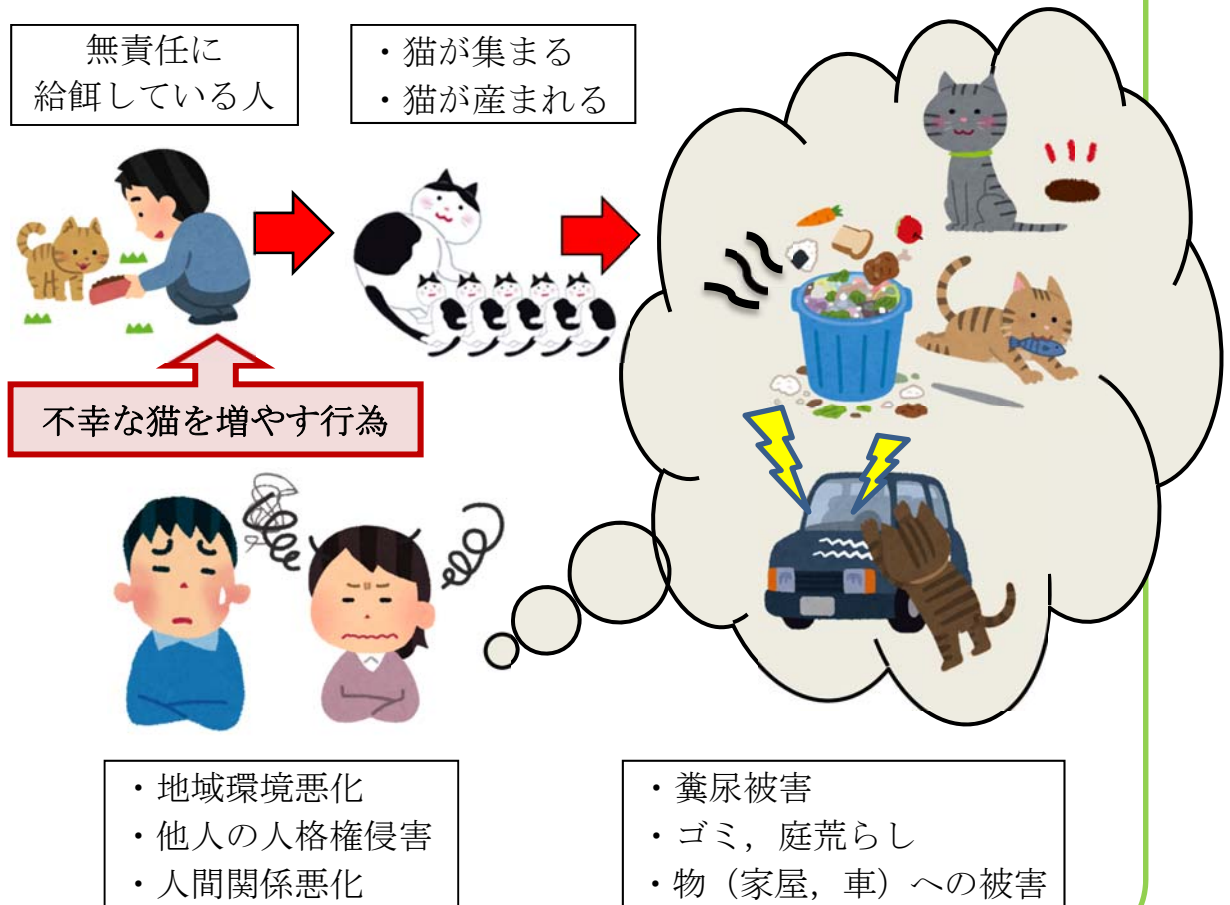 無責任に
給餌している人
・猫が集まる
・猫が産まれる
不幸な猫を増やす行為
・地域環境悪化
・他人の人格権侵害
・人間関係悪化
・糞尿被害
・ゴミ，庭荒らし
・物（家屋，車）への被害